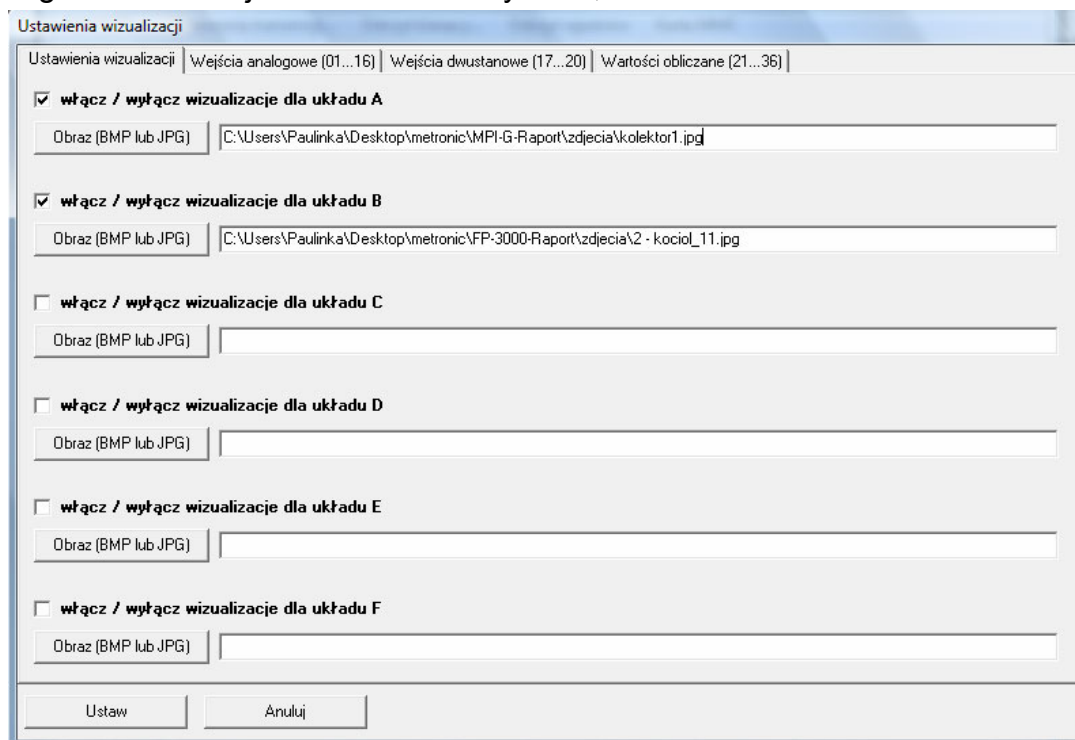 Ustawienia wizualizacji
Ustawienia wizualizacji Wejścia analogowe (01...16) Wejścia dwustanowe (17...20) Wartości obliczane (21...36)
włącz / wyłącz wizualizacje dla układu A
Obraz (BMP lub JPG) C:\Users\Paulinka\Desktop\metronic\MPI-G-Raport\zdjecia\kolektor1.jpg
włącz / wyłącz wizualizacje dla układu B
Obraz (BMP lub JPG) C:\Users\Paulinka\Desktop\metronic\FP-3000-Raport\zdjecia\2 - kociol_11.jpg
włącz / wyłącz wizualizacje dla układu C
Obraz (BMP lub JPG)
włącz / wyłącz wizualizacje dla układu D
Obraz (BMP lub JPG)
włącz / wyłącz wizualizacje dla układu E
Obraz (BMP lub JPG)
włącz / wyłącz wizualizacje dla układu F
Obraz (BMP lub JPG)
Ustaw Anuluj